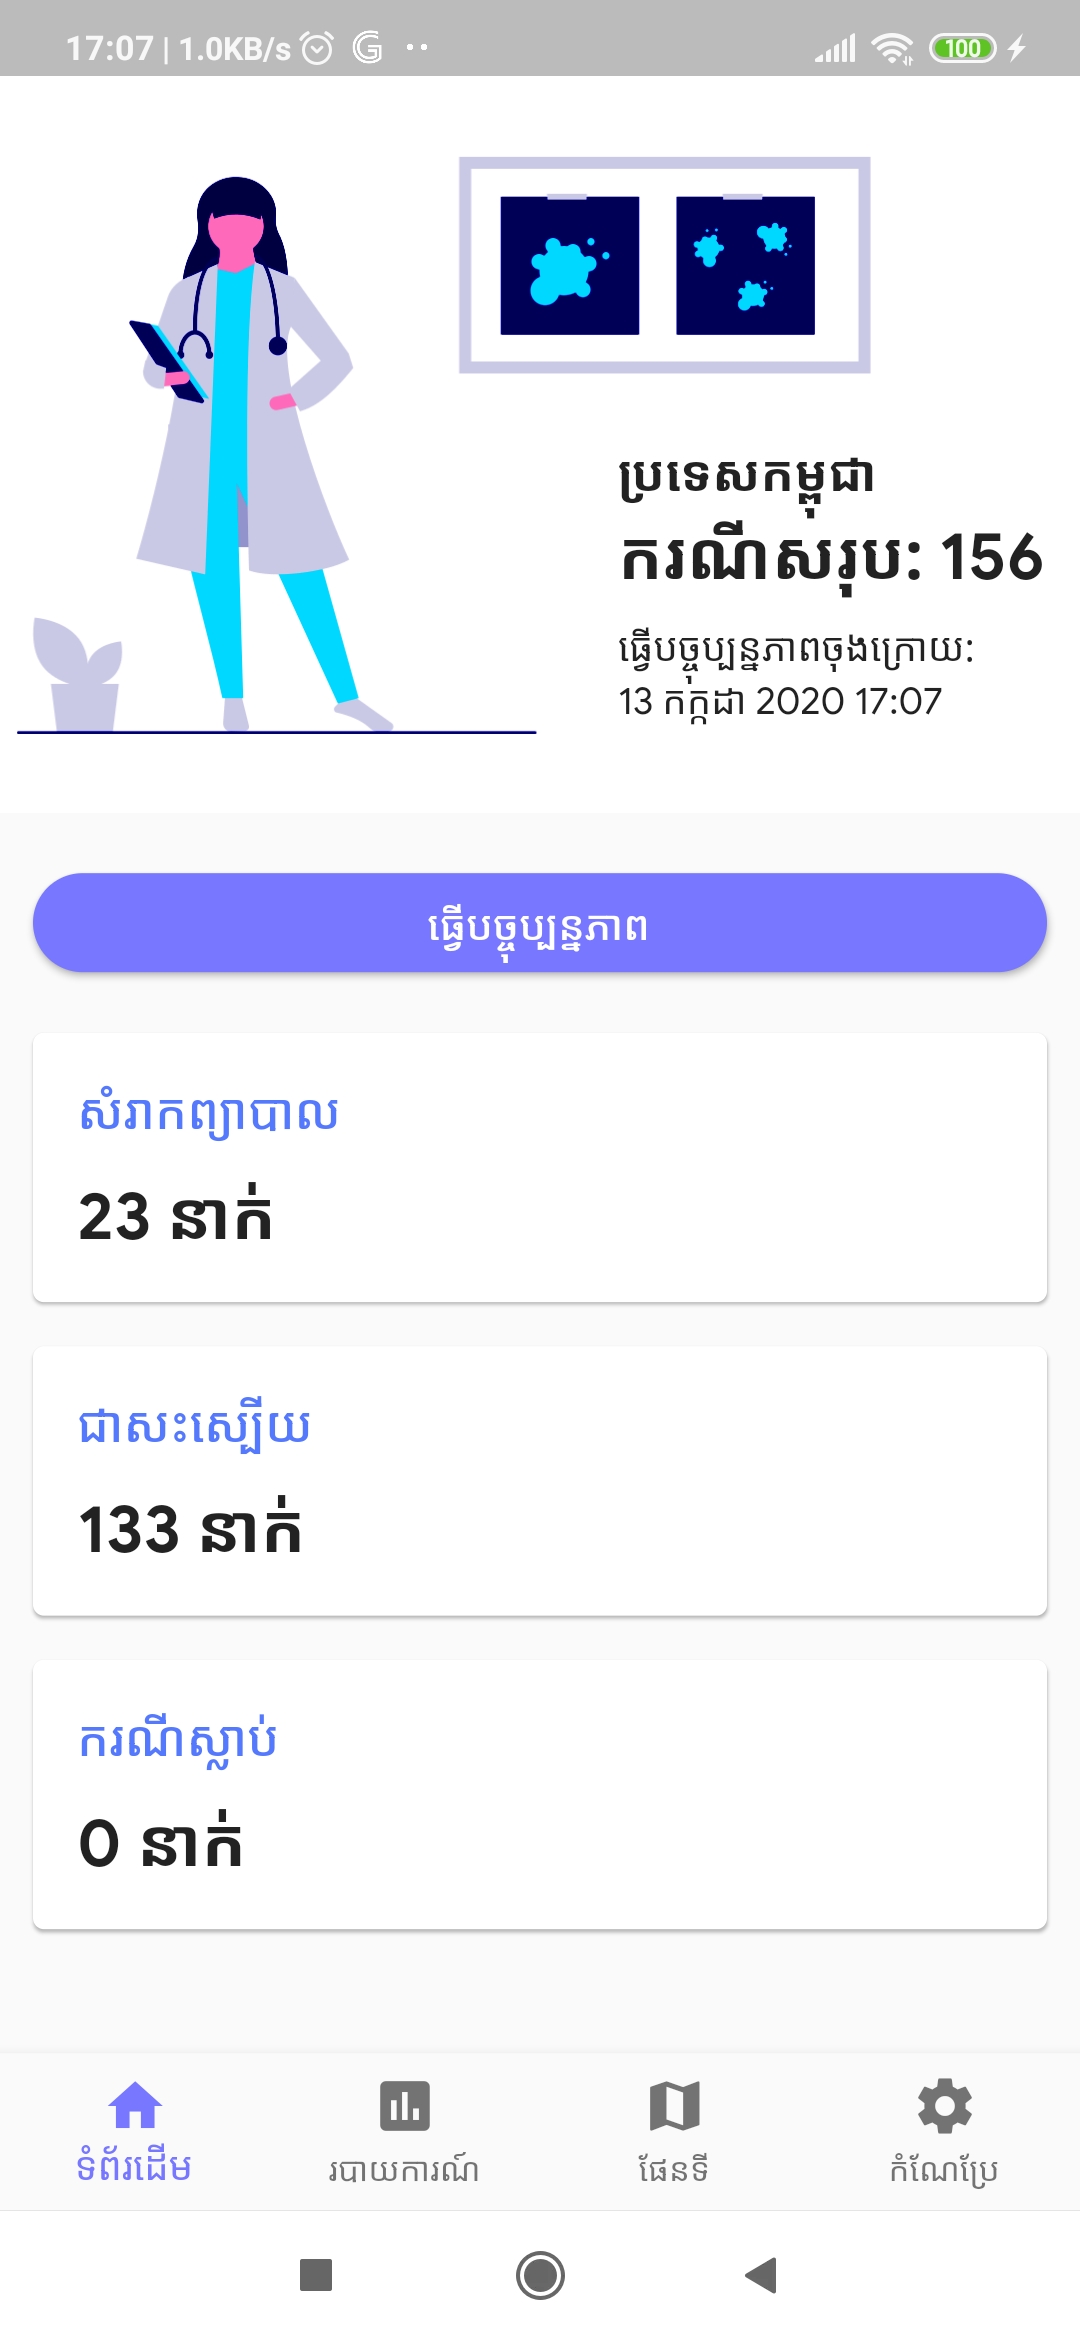 17:07 | 1.0KB/s
100
ប្រទេសកម្ពុជា
ករណីសរុប: 156
ធ្វើបច្ចុប្បន្នភាពចុងក្រោយ:
13 កក្កដា 2020 17:07
ធ្វើបច្ចុប្បន្នភាព
សំរាកព្យាបាល
23 នាក់
ជាសះស្បើយ
133 នាក់
ករណីស្លាប់
0 នាក់
ទំព័រដើម
របាយការណ៍
ផែនទី
កំណែប្រែ